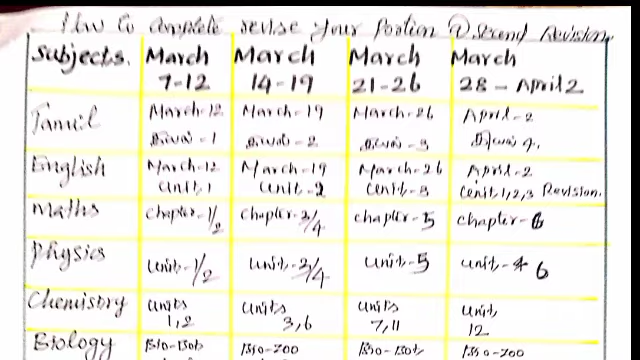 How to complete revise your Portion @ Second Revision.
Subjects. March 7-12 March 14-19 March 21-26 March 28 - April 2
Tamil March-12 March-19 March-26 April-2
இயல்-1 இயல்-2 இயல்-3 இயல் 4.
English March-12 March-19 March-26 April-2
Unit-1 Unit-2 Unit-3 Unit 1,2,3 Revision.
Maths chapter-1/2 chapter-3/4 chapter-5 chapter-6
Physics unit-1/2 unit-3/4 unit-5 unit- 6
Chemistry units 1,2 units 3,6 units 7,11 unit 12
Biology Bio-Bot Bio-zoo Bio-Bot Bio-zoo